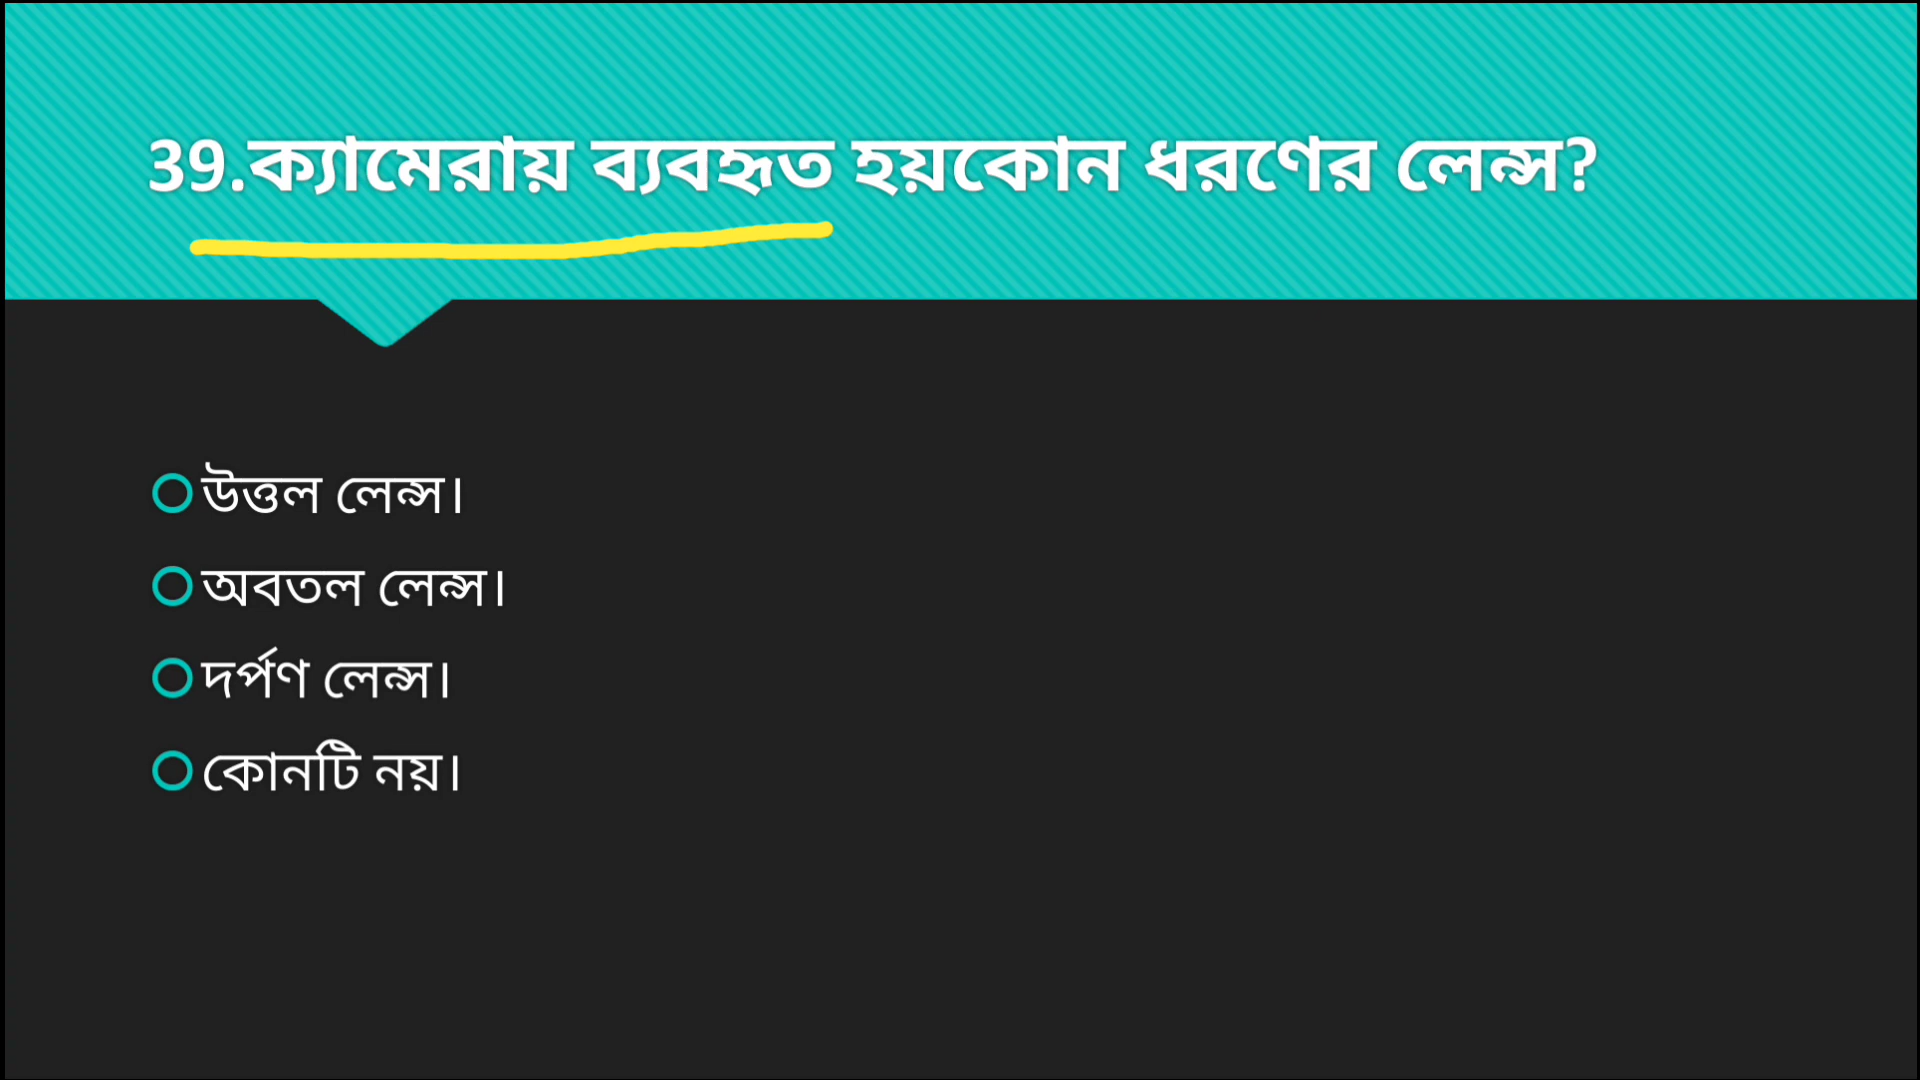 39.ক্যামেরায় ব্যবহৃত হয়কোন ধরণের লেন্স?
উত্তল লেন্স।
অবতল লেন্স।
দর্পণ লেন্স।
কোনটি নয়।